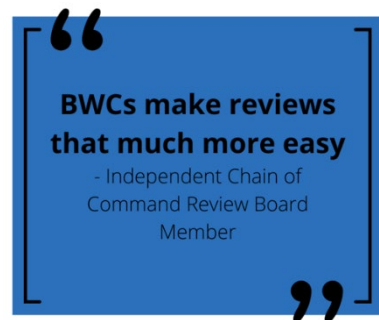 BWCs make reviews
that much more easy
- Independent Chain of
Command Review Board
Member